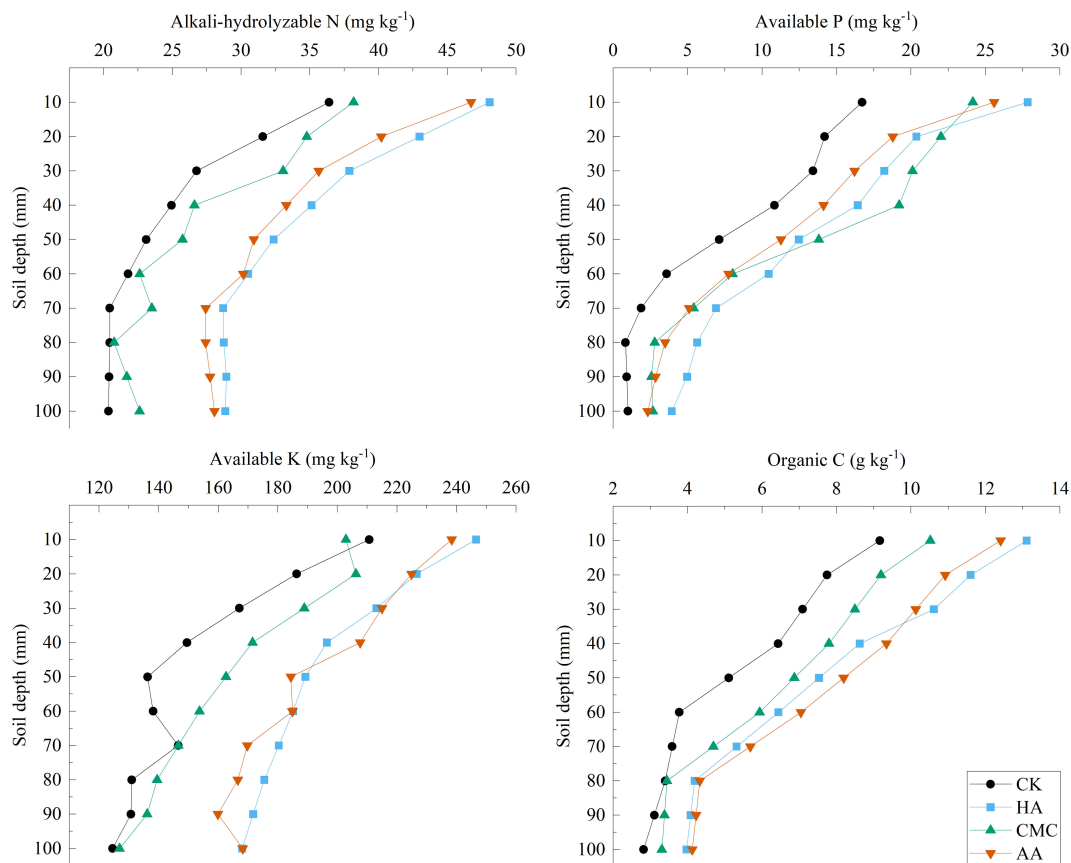 Alkali-hydrolyzable N (mg kg⁻¹)
20 25 30 35 40 45 50
Soil depth (mm)
10
20
30
40
50
60
70
80
90
100
Available P (mg kg⁻¹)
0 5 10 15 20 25 30
Soil depth (mm)
10
20
30
40
50
60
70
80
90
100
Available K (mg kg⁻¹)
120 140 160 180 200 220 240 260
Soil depth (mm)
10
20
30
40
50
60
70
80
90
100
Organic C (g kg⁻¹)
2 4 6 8 10 12 14
Soil depth (mm)
10
20
30
40
50
60
70
80
90
100
CK
HA
CMC
AA